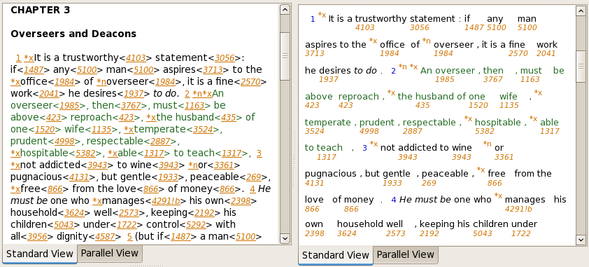 CHAPTER 3
Overseers and Deacons
1 *xIt is a trustworthy<4103> statement<3056>:
if<1487> any<5100> man<5100> aspires<3713> to the
*xoffice<1984> of *noverseer<1984>, it is a fine<2570>
work<2041> he desires<1937> to do. 2 *n*xAn
overseer<1985>, then<3767>, must<1163> be
above<423> reproach<423>, *xthe husband<435> of
one<1520> wife<1135>, *xtemperate<3524>,
prudent<4998>, respectable<2887>,
*xhospitable<5382>, *xable<1317> to teach<1317>, 3
*xnot addicted<3943> to wine<3943> *nor<3361>
pugnacious<4131>, but gentle<1933>, peaceable<269>,
*xfree<866> from the love<866> of money<866>. 4 He
must be one who *xmanages<4291!b> his own<2398>
household<3624> well<2573>, keeping<2192> his
children<5043> under<1722> control<5292> with
all<3956> dignity<4587> 5 (but if<1487> a man<5100>
Standard View Parallel View
1 *x It is a trustworthy statement : if any man
4103 3056 1487 5100 5100
aspires to the *x office of *n overseer , it is a fine work
3713 1984 1984 2570 2041
he desires to do . 2 *n *x An overseer , then , must be
1937 1985 3767 1163
above reproach , *x the husband of one wife , *x
423 423 435 1520 1135
temperate , prudent , respectable , *x hospitable , *x able
3524 4998 2887 5382 1317
to teach , 3 *x not addicted to wine *n or
1317 3943 3943 3361
pugnacious , but gentle , peaceable , *x free from the
4131 1933 269 866
love of money . 4 He must be one who *x manages his
866 866 4291!b
own household well , keeping his children under
2398 3624 2573 2192 5043 1722
Standard View Parallel View